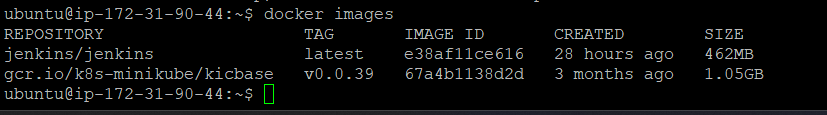 ubuntu@ip-172-31-90-44:~$ docker images
REPOSITORY                    TAG       IMAGE ID       CREATED        SIZE
jenkins/jenkins               latest    e38af11ce616   28 hours ago   462MB
gcr.io/k8s-minikube/kicbase   v0.0.39   67a4b1138d2d   3 months ago   1.05GB
ubuntu@ip-172-31-90-44:~$